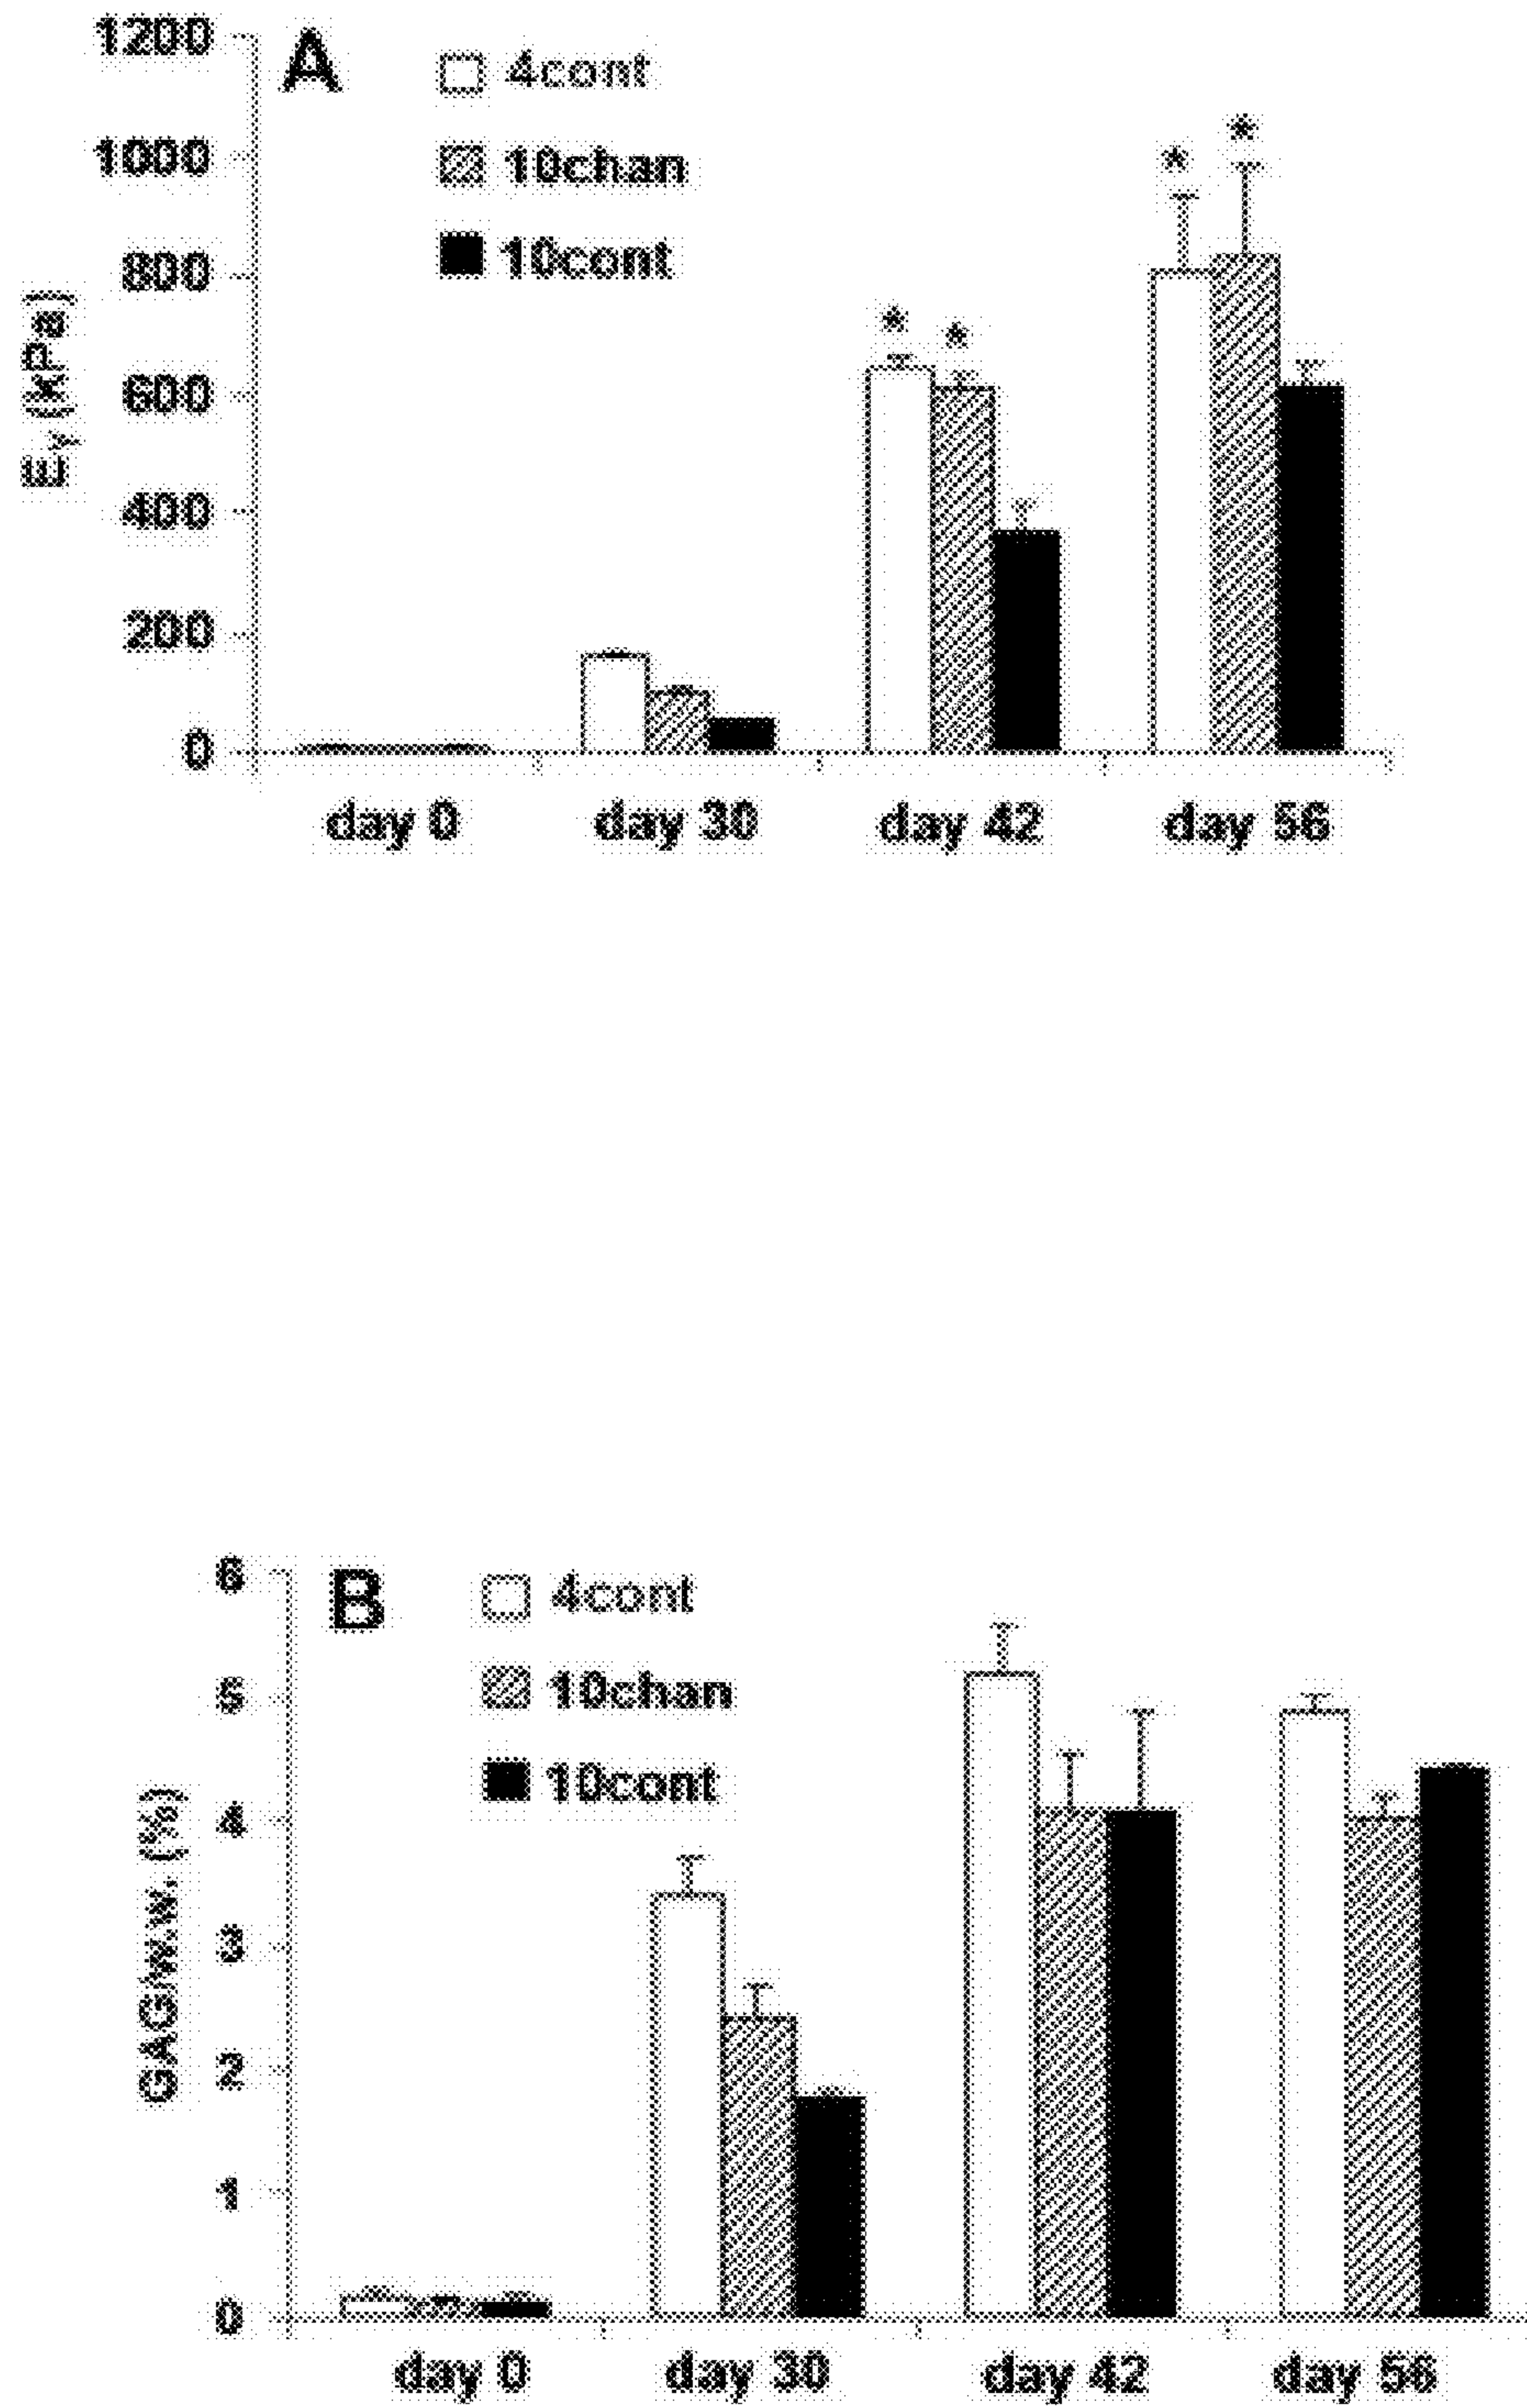 1200
A
4cont
1000
10chan
10cont
800
* *
* *
600
E_Y (kPa)
400
200
0
day 0 day 30 day 42 day 56
6
B
4cont
5
10chan
10cont
4
GAG/w.w. (%)
3
2
1
0
day 0 day 30 day 42 day 56